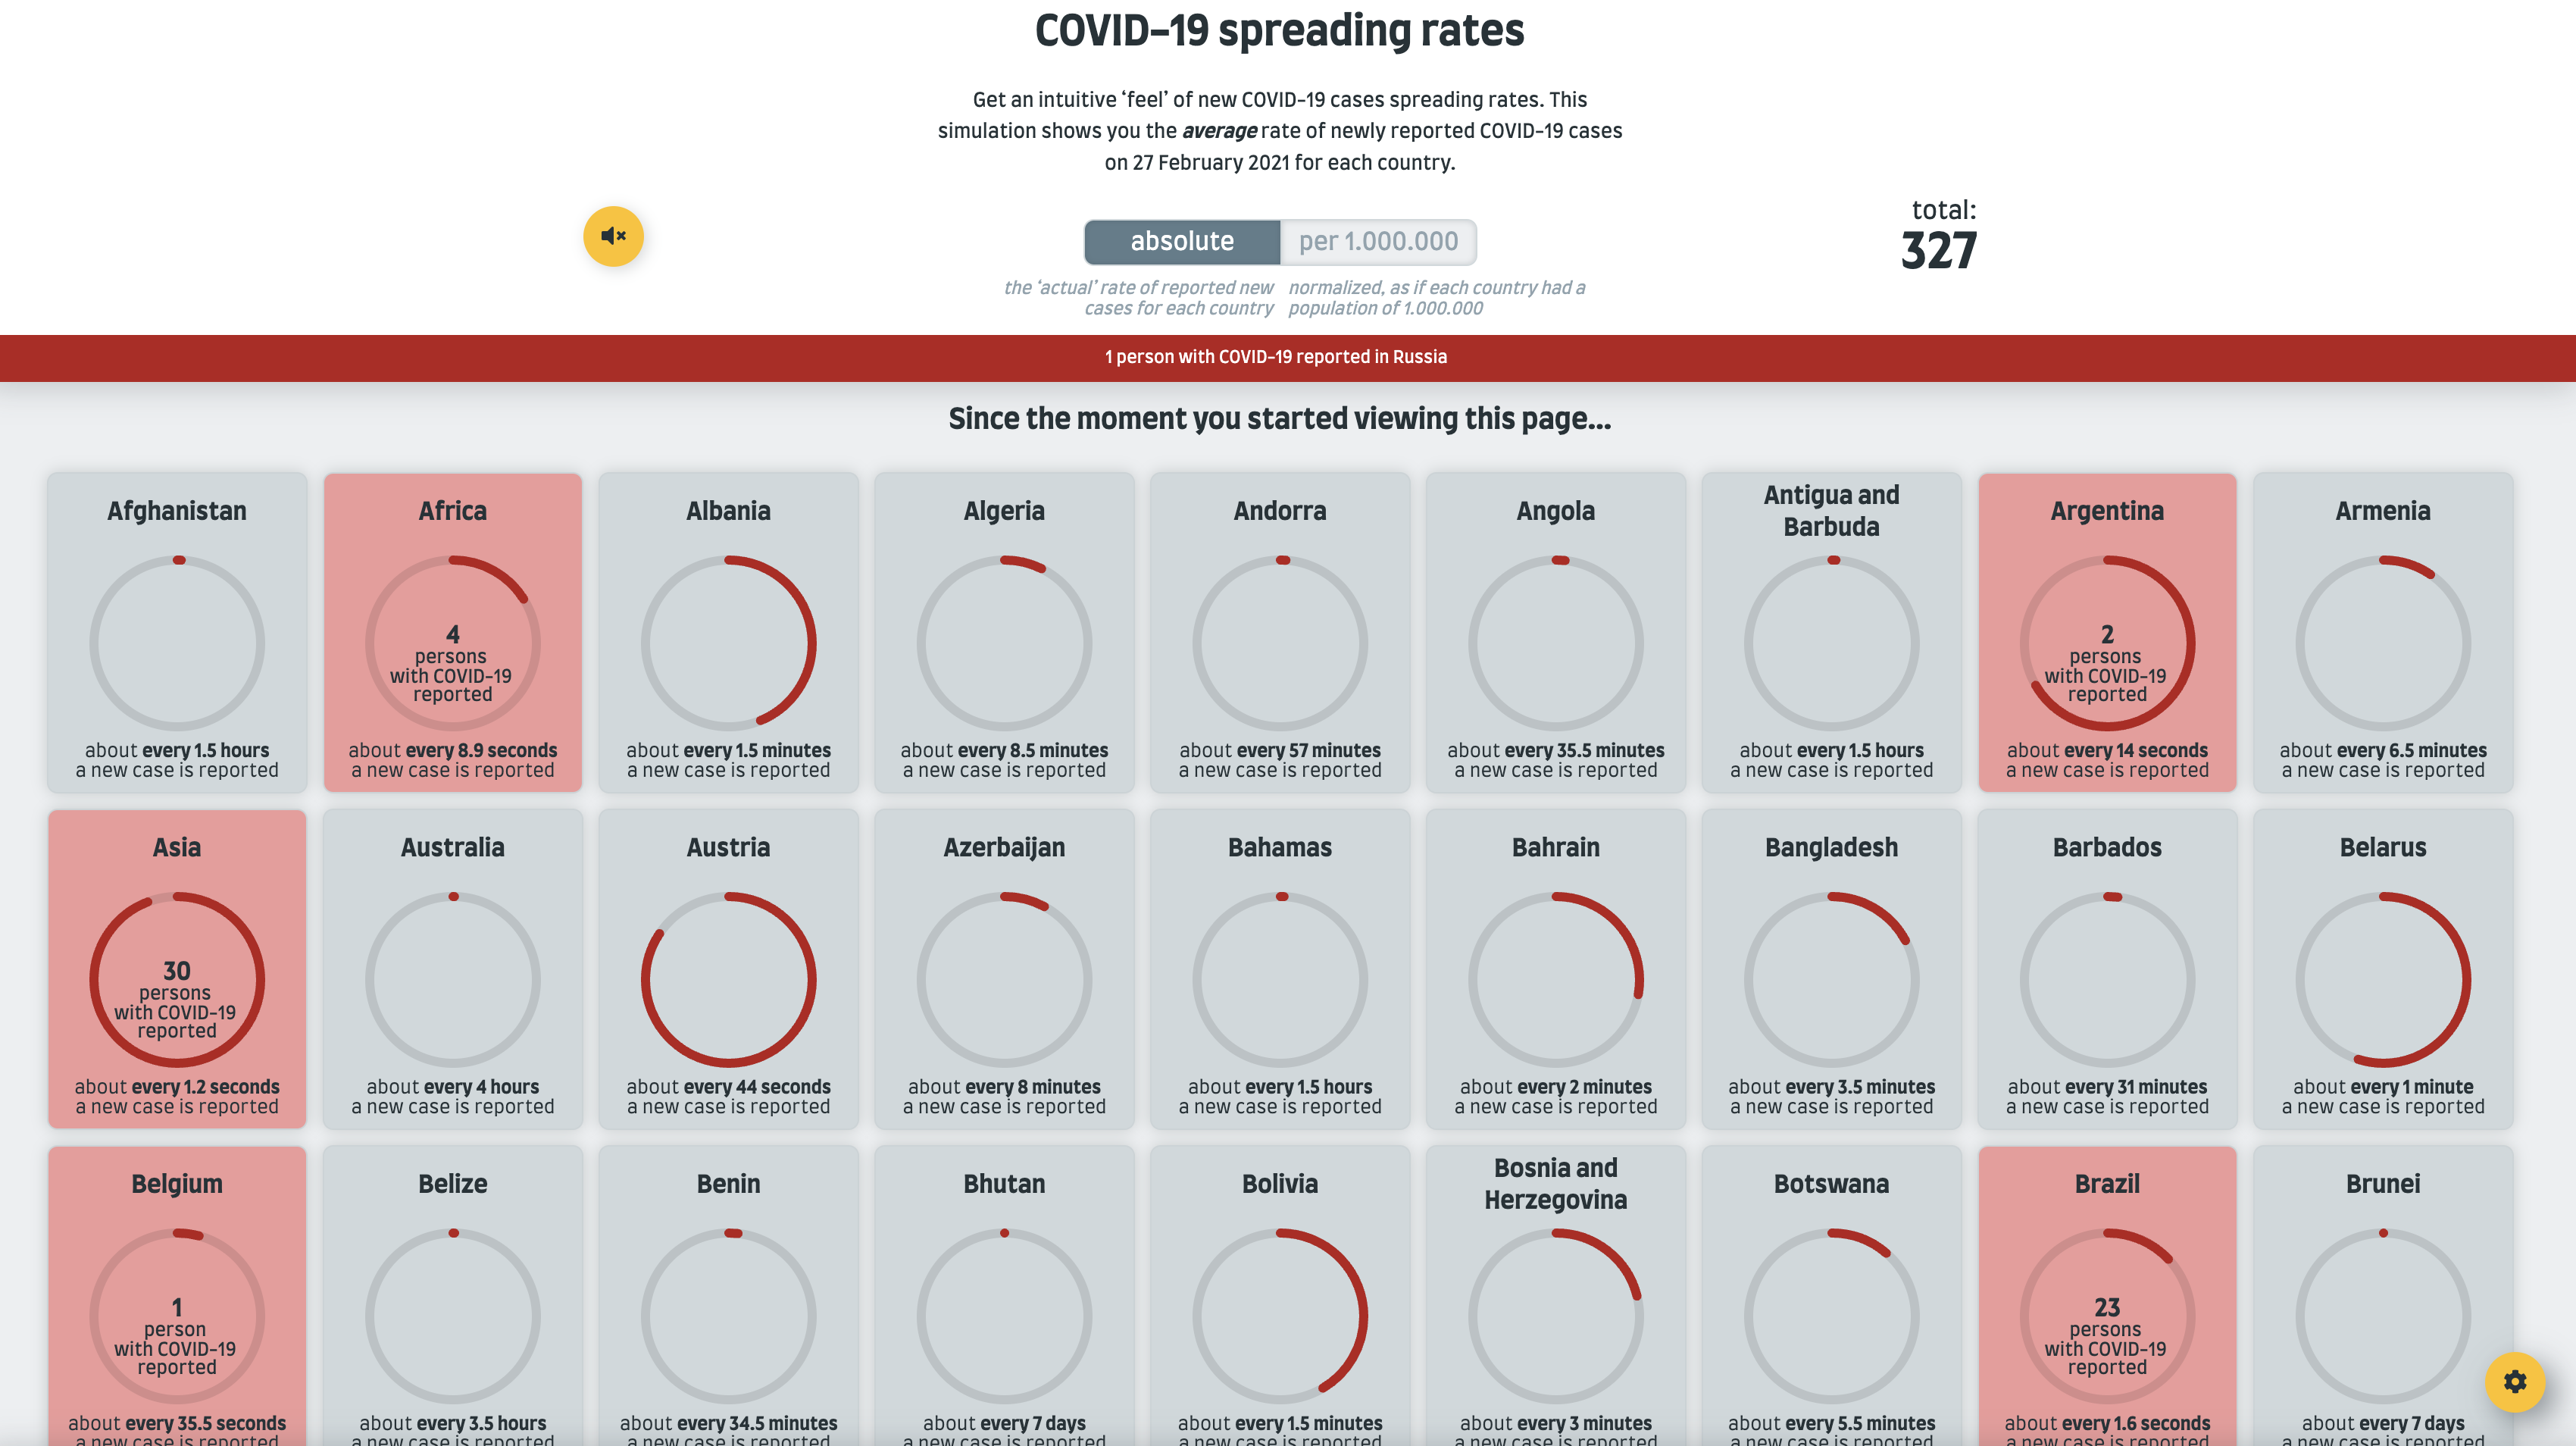 COVID-19 spreading rates
Get an intuitive ‘feel’ of new COVID-19 cases spreading rates. This
simulation shows you the average rate of newly reported COVID-19 cases
on 27 February 2021 for each country.
absolute
per 1.000.000
the ‘actual’ rate of reported new
cases for each country
normalized, as if each country had a
population of 1.000.000
total:
327
1 person with COVID-19 reported in Russia
Since the moment you started viewing this page...
Afghanistan
about every 1.5 hours
a new case is reported
Africa
4
persons
with COVID-19
reported
about every 8.9 seconds
a new case is reported
Albania
about every 1.5 minutes
a new case is reported
Algeria
about every 8.5 minutes
a new case is reported
Andorra
about every 57 minutes
a new case is reported
Angola
about every 35.5 minutes
a new case is reported
Antigua and
Barbuda
about every 1.5 hours
a new case is reported
Argentina
2
persons
with COVID-19
reported
about every 14 seconds
a new case is reported
Armenia
about every 6.5 minutes
a new case is reported
Asia
30
persons
with COVID-19
reported
about every 1.2 seconds
a new case is reported
Australia
about every 4 hours
a new case is reported
Austria
about every 44 seconds
a new case is reported
Azerbaijan
about every 8 minutes
a new case is reported
Bahamas
about every 1.5 hours
a new case is reported
Bahrain
about every 2 minutes
a new case is reported
Bangladesh
about every 3.5 minutes
a new case is reported
Barbados
about every 31 minutes
a new case is reported
Belarus
about every 1 minute
a new case is reported
Belgium
1
person
with COVID-19
reported
about every 35.5 seconds
a new case is reported
Belize
about every 3.5 hours
a new case is reported
Benin
about every 34.5 minutes
a new case is reported
Bhutan
about every 7 days
a new case is reported
Bolivia
about every 1.5 minutes
a new case is reported
Bosnia and
Herzegovina
about every 3 minutes
a new case is reported
Botswana
about every 5.5 minutes
a new case is reported
Brazil
23
persons
with COVID-19
reported
about every 1.6 seconds
a new case is reported
Brunei
about every 7 days
a new case is reported